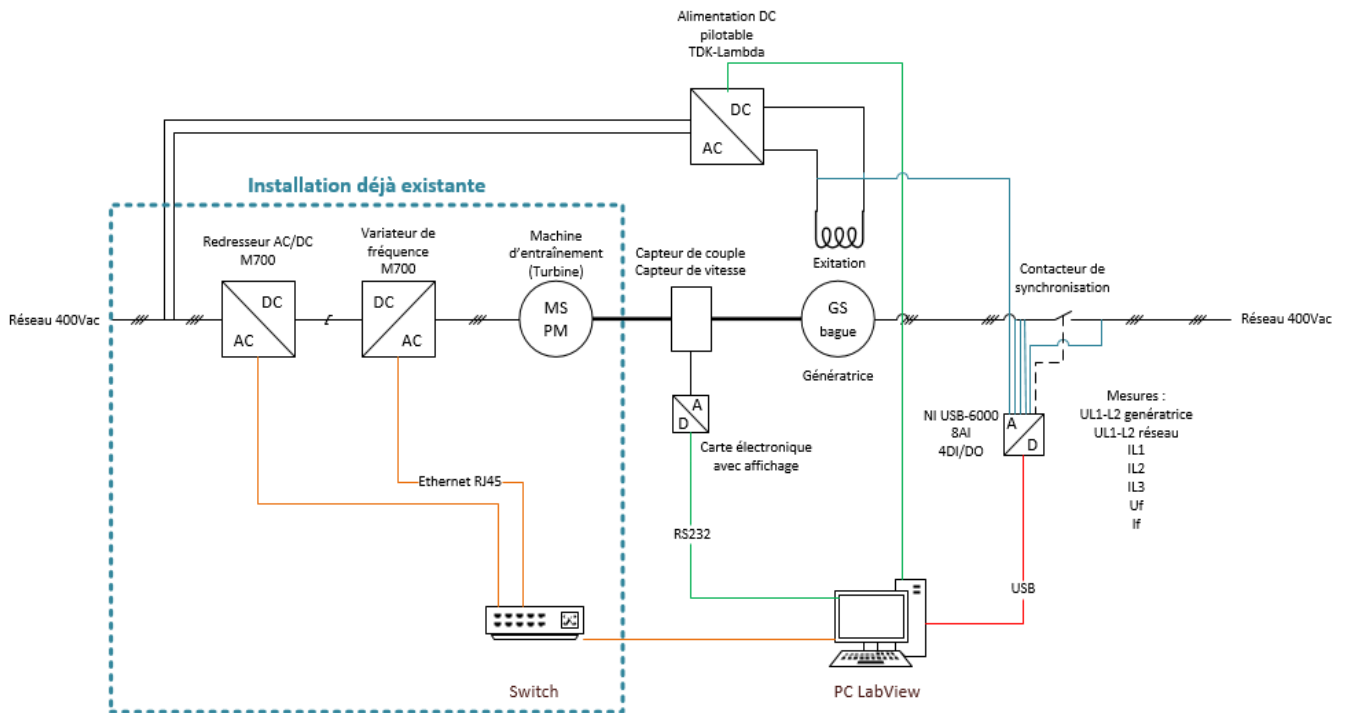 Alimentation DC
pilotable
TDK-Lambda
DC
AC
Installation déjà existante
Redresseur AC/DC
M700
Variateur de
fréquence
M700
Machine
d'entraînement
(Turbine)
Capteur de couple
Capteur de vitesse
Exitation
Contacteur de
synchronisation
Réseau 400Vac
DC
AC
DC
AC
MS
PM
GS
bague
Réseau 400Vac
Génératrice
A
D
Carte électronique
avec affichage
NI USB-6000
8AI
4DI/DO
A
D
Mesures :
UL1-L2 genératrice
UL1-L2 réseau
IL1
IL2
IL3
Uf
If
Ethernet RJ45
RS232
USB
Switch
PC LabView